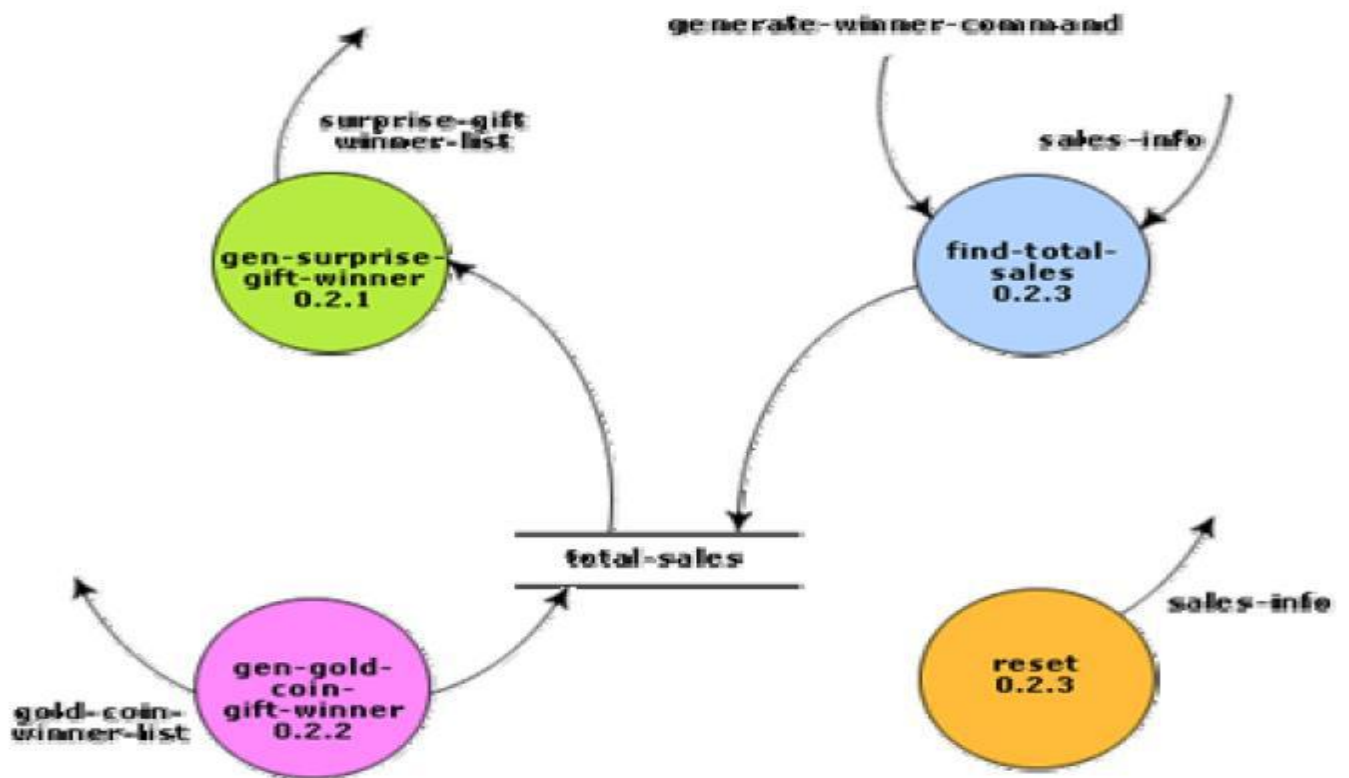 generate-winner-command
surprise-gift
winner-list
sales-info
gen-surprise-
gift-winner
0.2.1
find-total-
sales
0.2.3
total-sales
sales-info
gen-gold-
coin-
gift-winner
0.2.2
gold-coin-
winner-list
reset
0.2.3